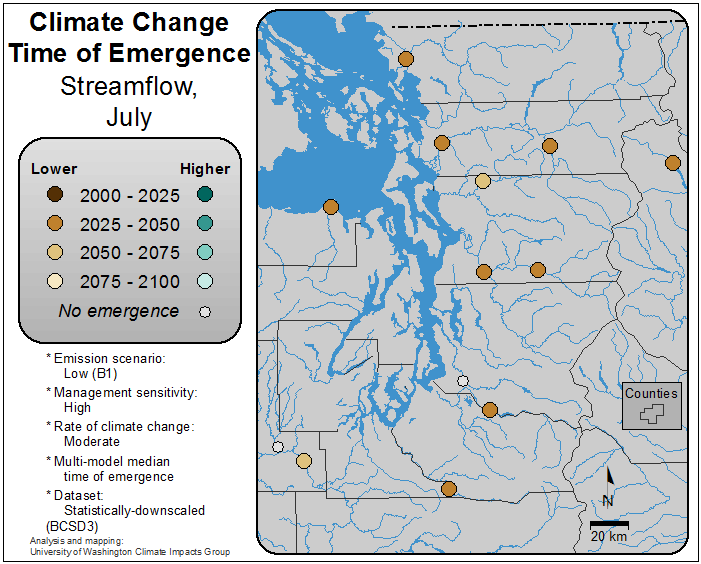 Climate Change
Time of Emergence
Streamflow,
July
Lower Higher
2000 - 2025
2025 - 2050
2050 - 2075
2075 - 2100
No emergence
* Emission scenario:
Low (B1)
* Management sensitivity:
High
* Rate of climate change:
Moderate
* Multi-model median
time of emergence
* Dataset:
Statistically-downscaled
(BCSD3)
Analysis and mapping:
University of Washington Climate Impacts Group
Counties
N
20 km